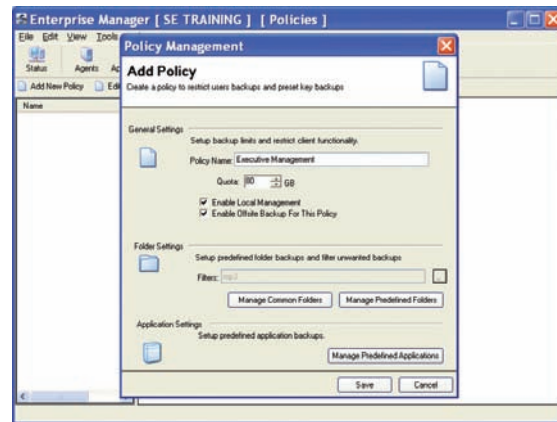 Enterprise Manager [ SE TRAINING ] [ Policies ]
File Edit View Tools
Status Agents
Add New Policy
Name
Policy Management
Add Policy
Create a policy to restrict users backups and preset key backups
General Settings
Setup backup limits and restrict client functionality.
Policy Name: Executive Management
Quota: 80 GB
Enable Local Management
Enable Offsite Backup For This Policy
Folder Settings
Setup predefined folder backups and filter unwanted backups
Filters: mp3
...
Manage Common Folders Manage Predefined Folders
Application Settings
Setup predefined application backups.
Manage Predefined Applications
Save Cancel